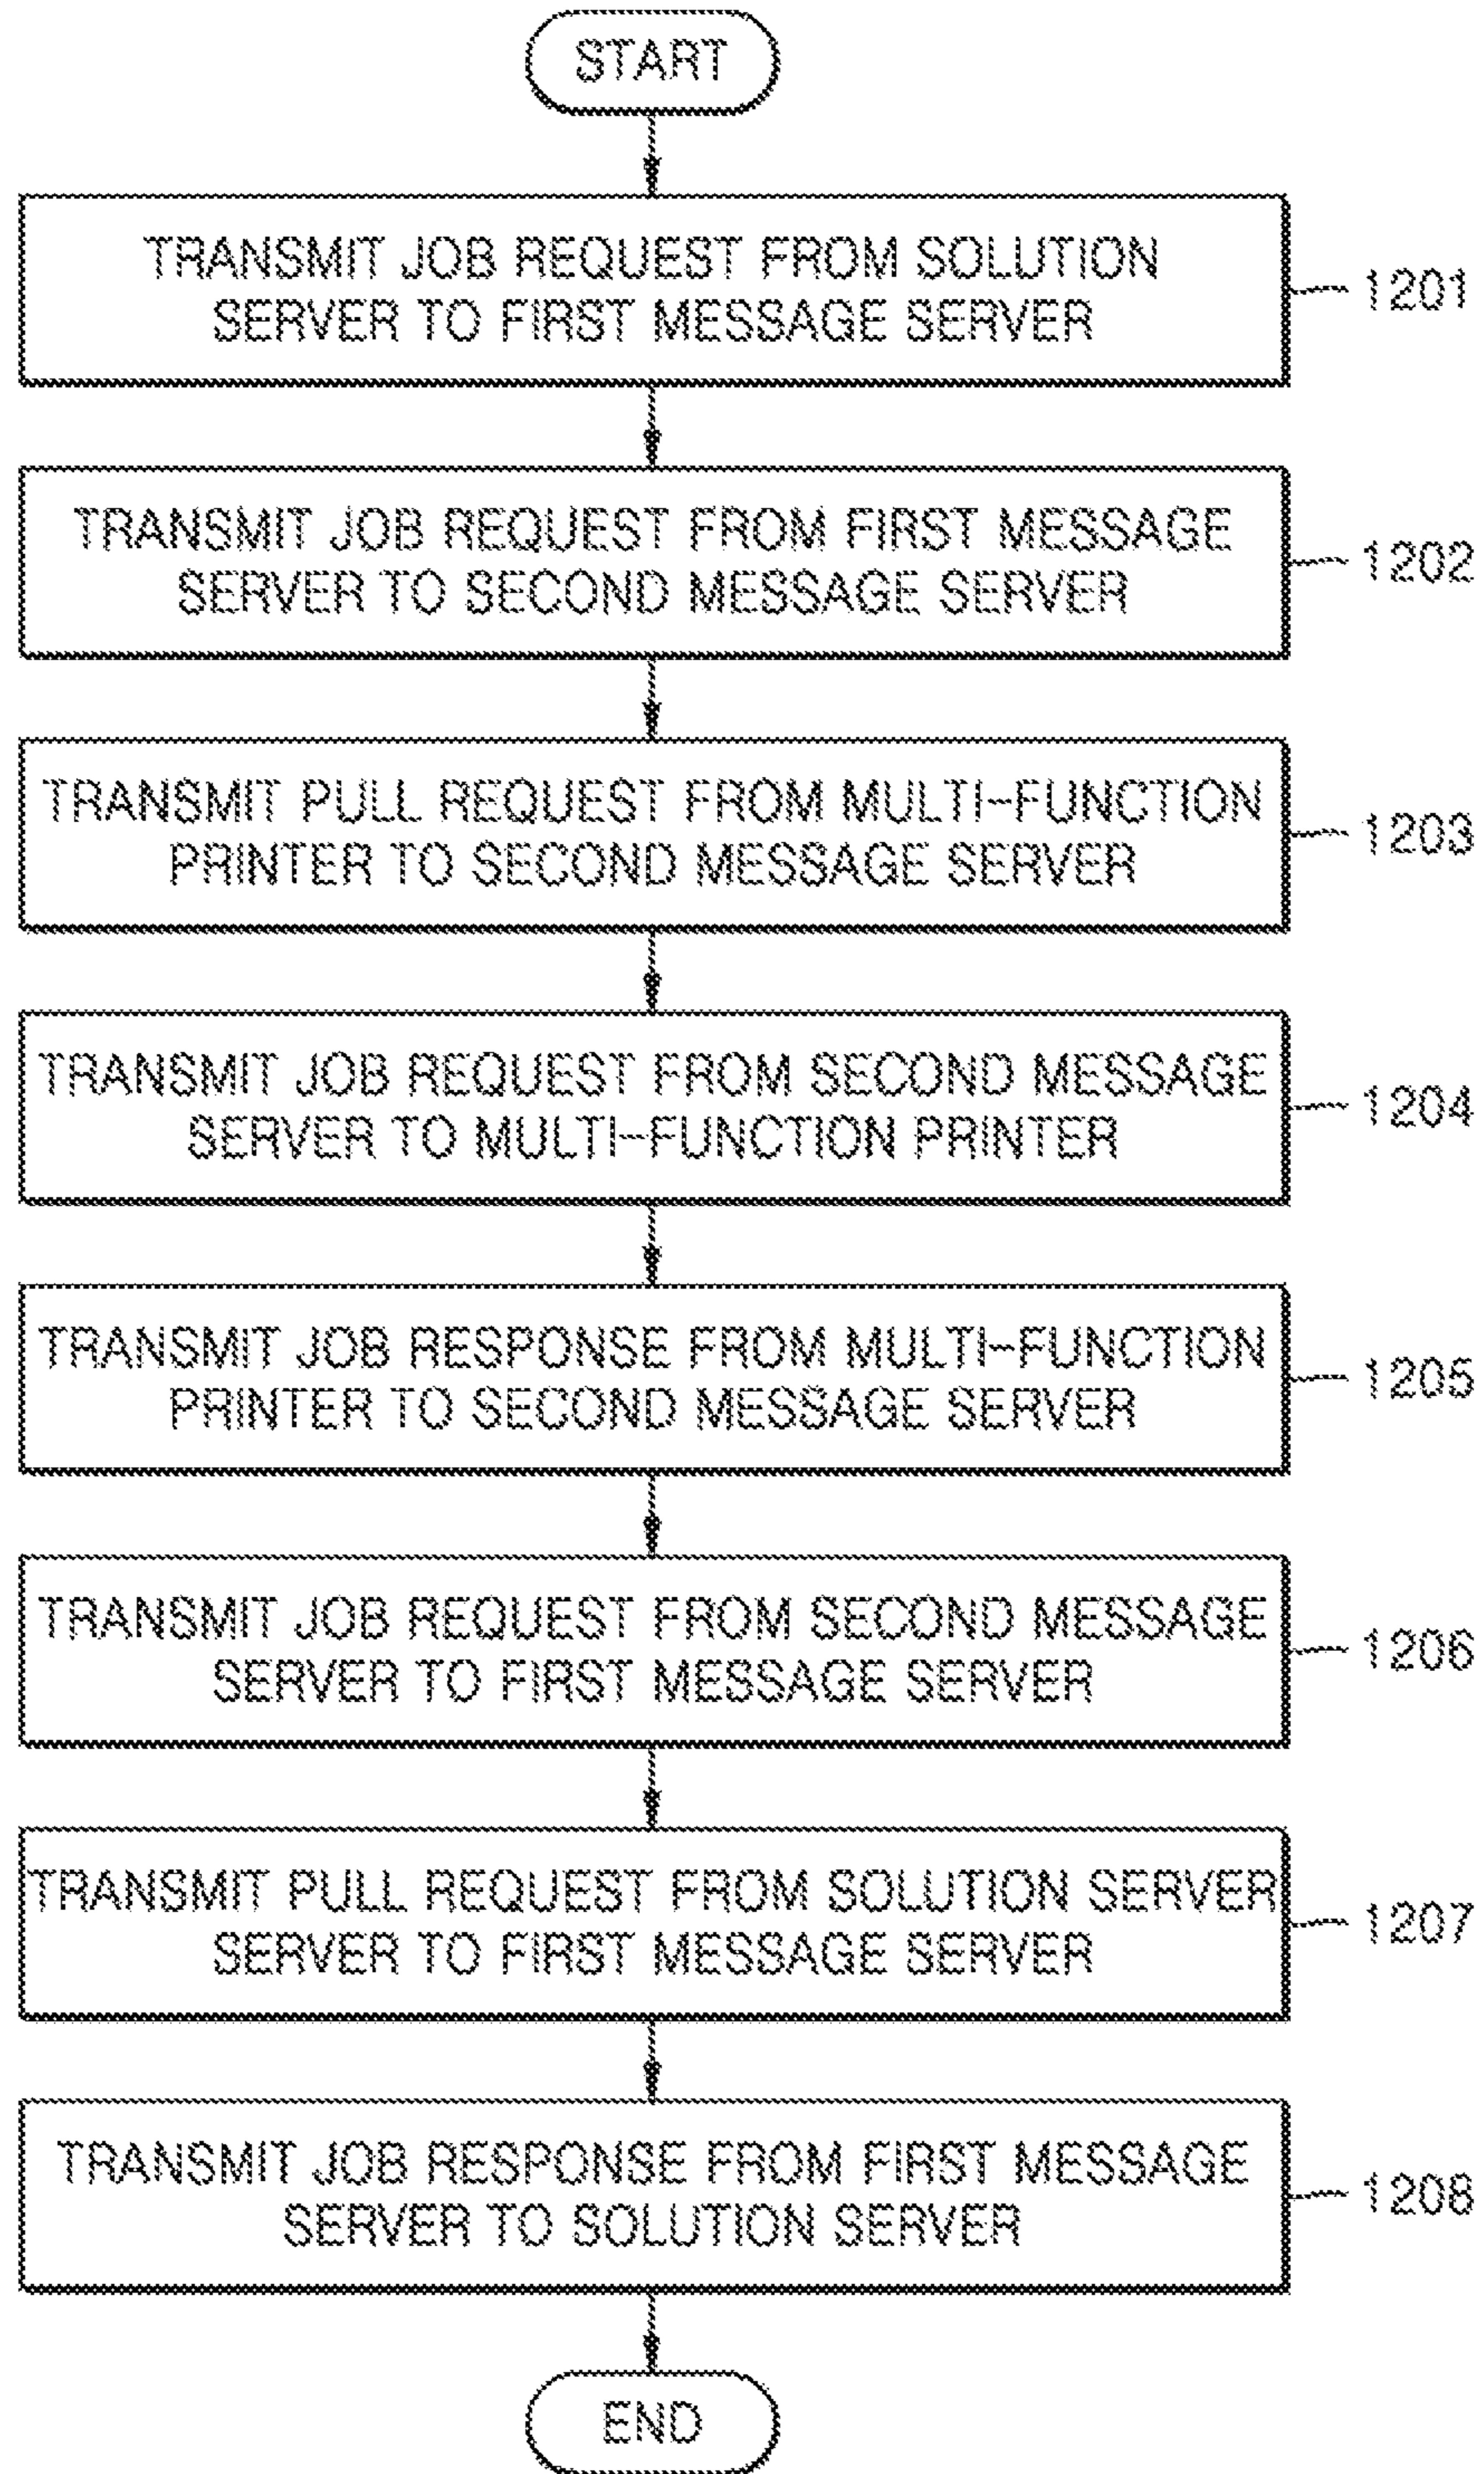 START
TRANSMIT JOB REQUEST FROM SOLUTION
SERVER TO FIRST MESSAGE SERVER
1201
TRANSMIT JOB REQUEST FROM FIRST MESSAGE
SERVER TO SECOND MESSAGE SERVER
1202
TRANSMIT PULL REQUEST FROM MULTI-FUNCTION
PRINTER TO SECOND MESSAGE SERVER
1203
TRANSMIT JOB REQUEST FROM SECOND MESSAGE
SERVER TO MULTI-FUNCTION PRINTER
1204
TRANSMIT JOB RESPONSE FROM MULTI-FUNCTION
PRINTER TO SECOND MESSAGE SERVER
1205
TRANSMIT JOB REQUEST FROM SECOND MESSAGE
SERVER TO FIRST MESSAGE SERVER
1206
TRANSMIT PULL REQUEST FROM SOLUTION SERVER
SERVER TO FIRST MESSAGE SERVER
1207
TRANSMIT JOB RESPONSE FROM FIRST MESSAGE
SERVER TO SOLUTION SERVER
1208
END